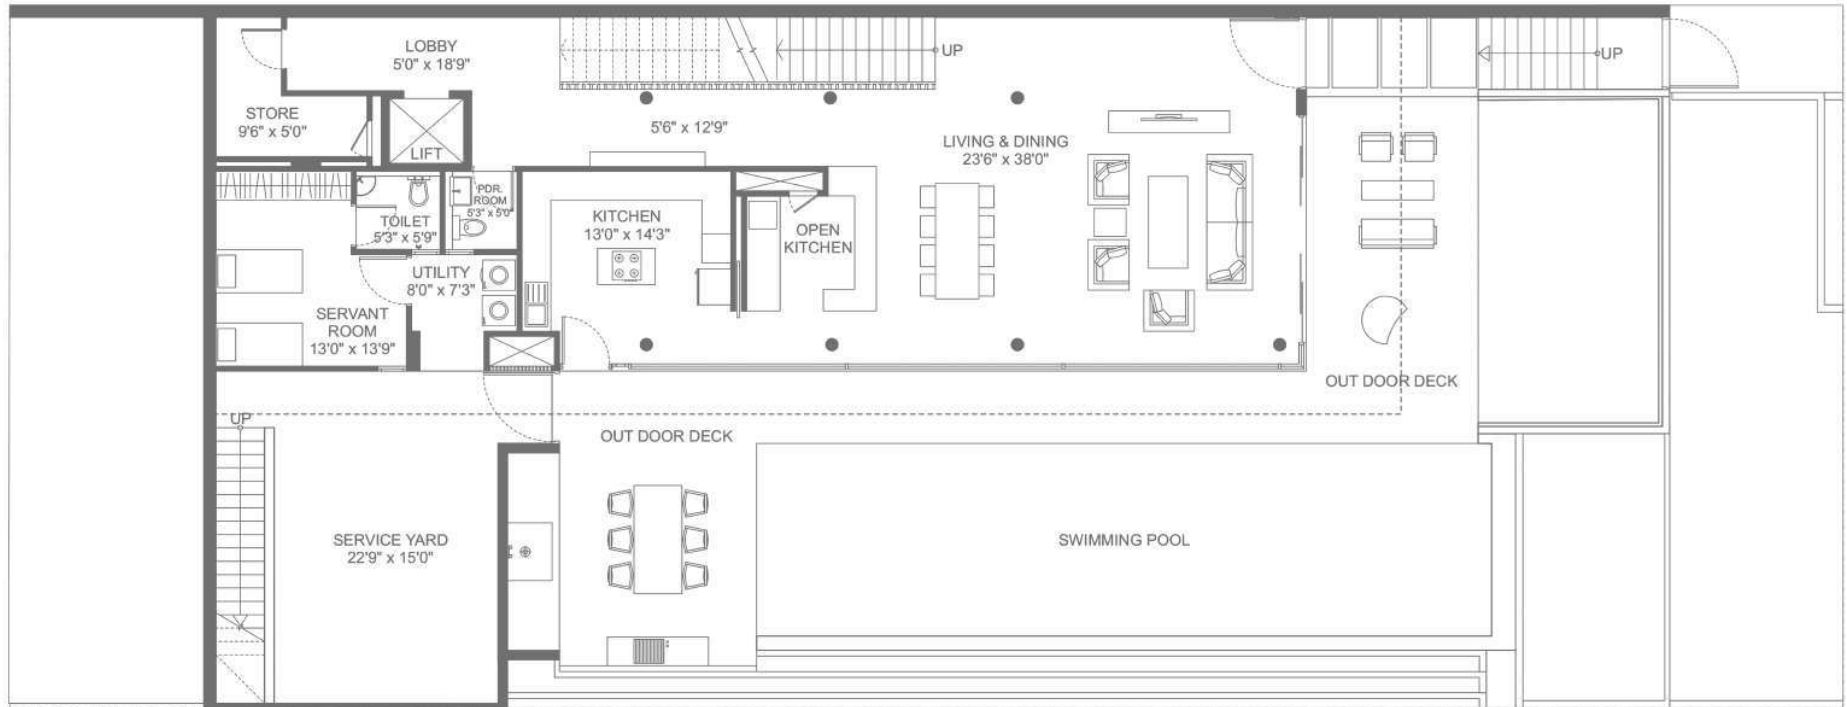 LOBBY
5'0" x 18'9"
UP
UP
STORE
9'6" x 5'0"
LIFT
5'6" x 12'9"
LIVING & DINING
23'6" x 38'0"
PDR.
ROOM
5'3" x 5'0"
TOILET
5'3" x 5'9"
KITCHEN
13'0" x 14'3"
OPEN
KITCHEN
UTILITY
8'0" x 7'3"
SERVANT
ROOM
13'0" x 13'9"
OUT DOOR DECK
UP
OUT DOOR DECK
SERVICE YARD
22'9" x 15'0"
SWIMMING POOL